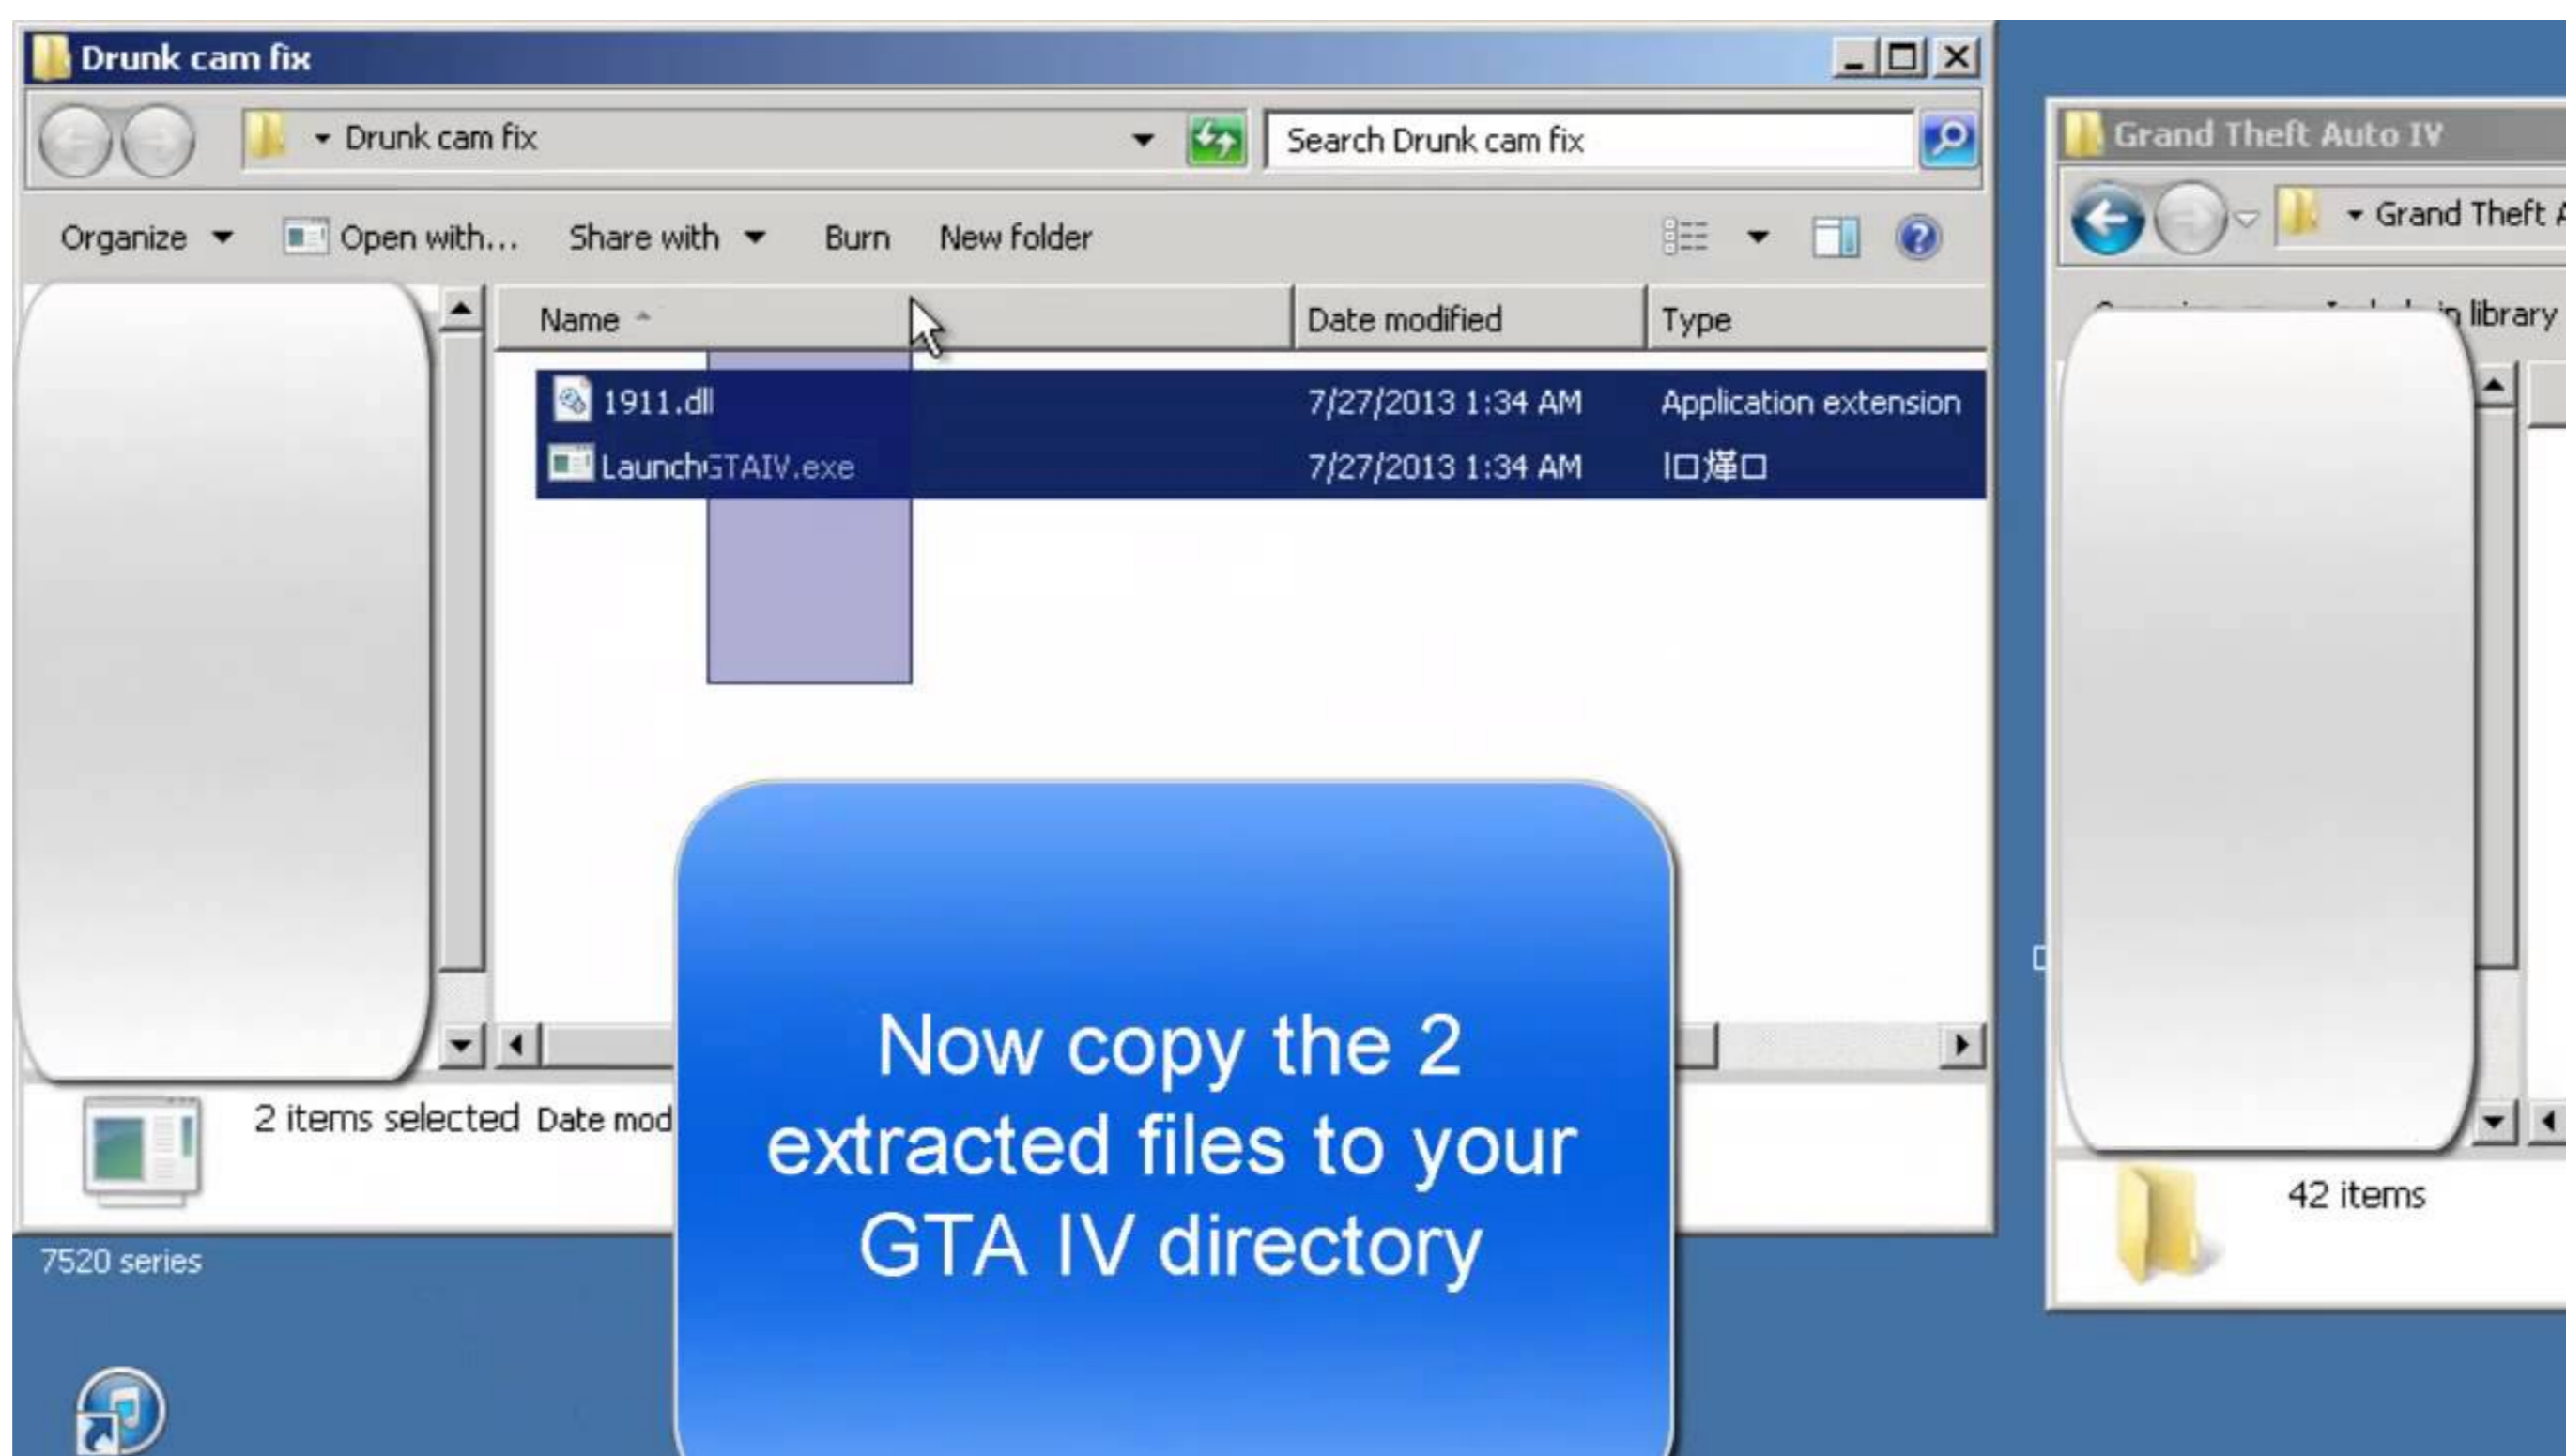 Drunk cam fix
Drunk cam fix
Search Drunk cam fix
Organize
Open with...
Share with
Burn
New folder
Name
Date modified
Type
1911.dll
7/27/2013 1:34 AM
Application extension
LaunchGTAIV.exe
7/27/2013 1:34 AM
2 items selected Date mod
Now copy the 2
extracted files to your
GTA IV directory
7520 series
Grand Theft Auto IV
Grand Theft A
library
42 items